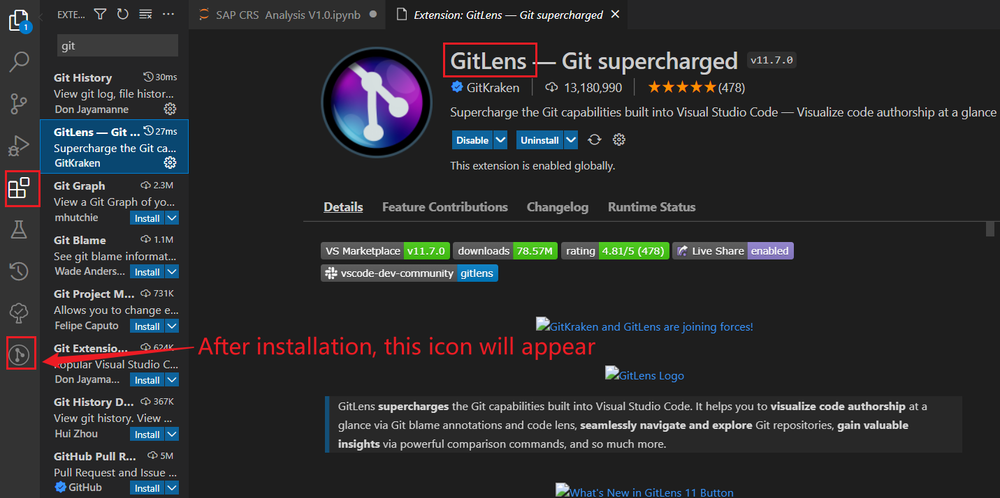 EXTE...
SAP CRS Analysis V1.0.ipynb
Extension: GitLens — Git supercharged
1
git
Git History 30ms
View git log, file histor...
Don Jayamanne
GitLens — Git ... 27ms
Supercharge the Git ca...
GitKraken
Git Graph 2.3M
View a Git Graph of yo...
mhutchie Install
Git Blame 1.1M
See git blame informat...
Wade Anders... Install
Git Project M... 731K
Allows you to change e...
Felipe Caputo Install
Git Extensio... 624K
Popular Visual Studio C...
Don Jayama... Install
Git History D... 367K
View git history. View ...
Hui Zhou Install
GitHub Pull R... 5M
Pull Request and Issue ...
GitHub Install
GitLens — Git supercharged v11.7.0
GitKraken 13,180,990 (478)
Supercharge the Git capabilities built into Visual Studio Code — Visualize code authorship at a glance
Disable Uninstall
This extension is enabled globally.
Details Feature Contributions Changelog Runtime Status
VS Marketplace v11.7.0 downloads 78.57M rating 4.81/5 (478) Live Share enabled
vscode-dev-community gitlens
GitKraken and GitLens are joining forces!
After installation, this icon will appear
GitLens Logo
GitLens supercharges the Git capabilities built into Visual Studio Code. It helps you to visualize code authorship at a
glance via Git blame annotations and code lens, seamlessly navigate and explore Git repositories, gain valuable
insights via powerful comparison commands, and so much more.
What's New in GitLens 11 Button